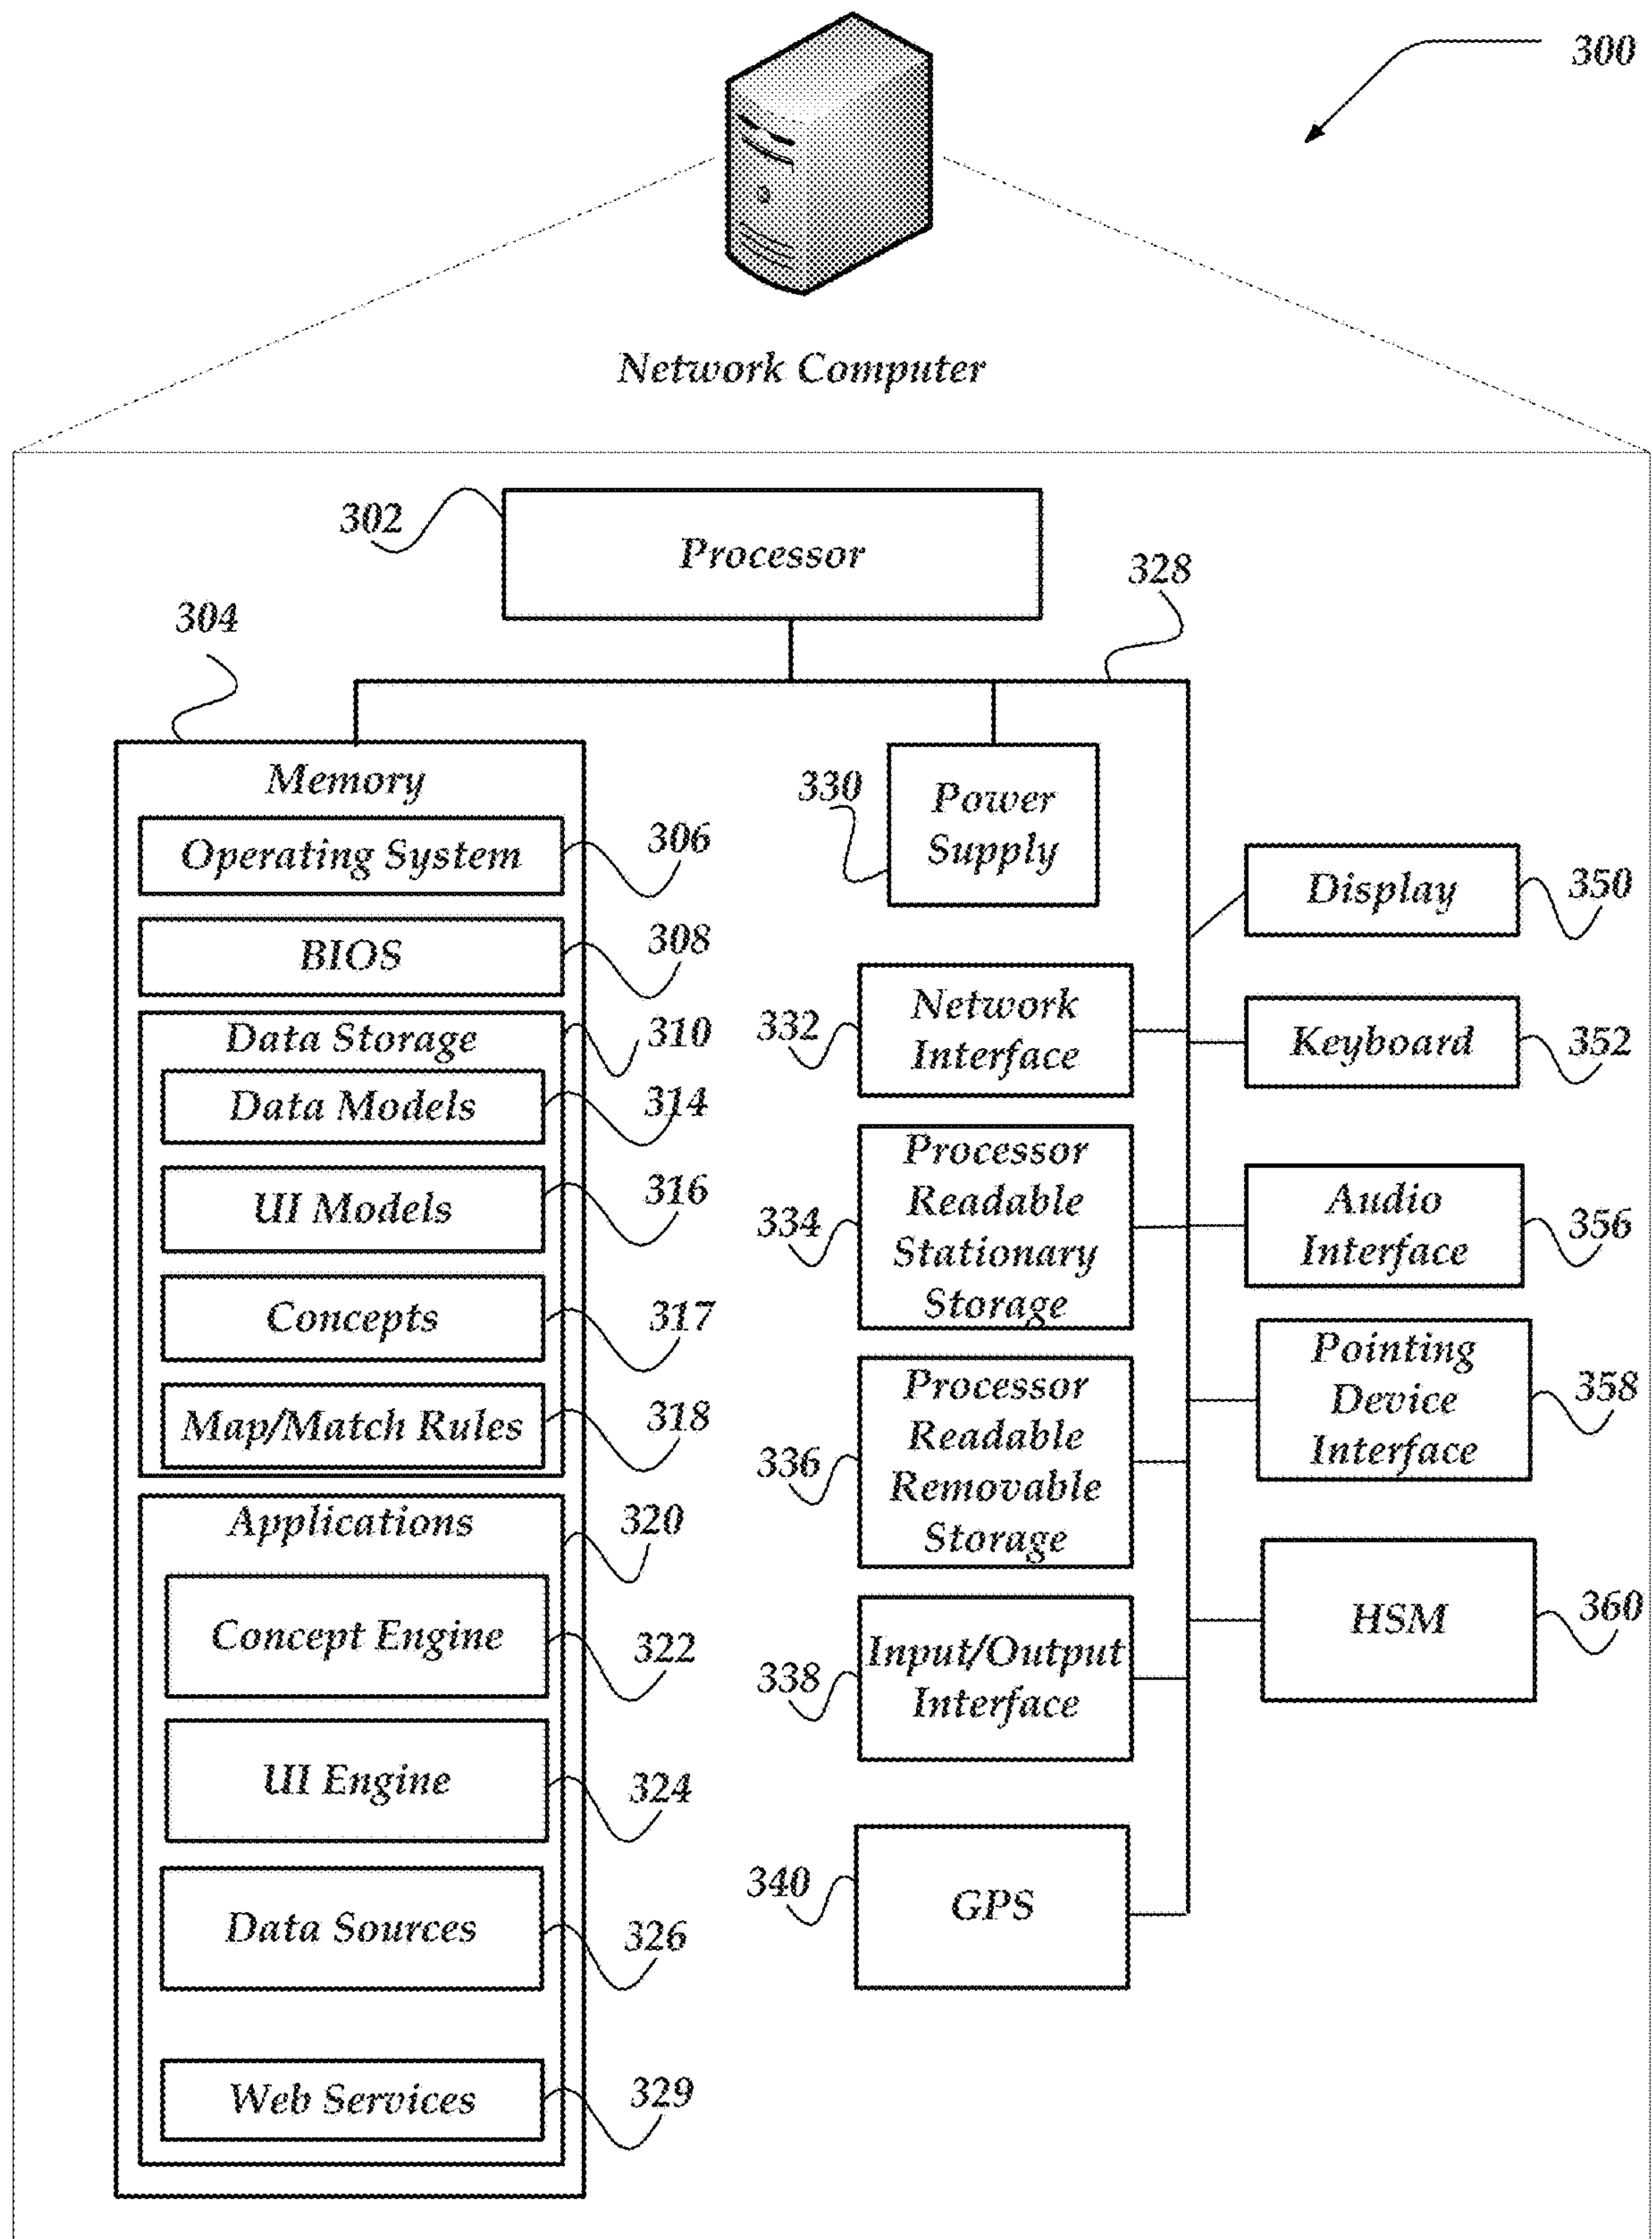 300
Network Computer
302
Processor
328
304
Memory
Operating System
306
BIOS
308
Data Storage
310
Data Models
314
UI Models
316
Concepts
317
Map/Match Rules
318
Applications
320
Concept Engine
322
UI Engine
324
Data Sources
326
Web Services
329
330
Power
Supply
332
Network
Interface
334
Processor
Readable
Stationary
Storage
336
Processor
Readable
Removable
Storage
338
Input/Output
Interface
340
GPS
Display
350
Keyboard
352
Audio
Interface
356
Pointing
Device
Interface
358
HSM
360